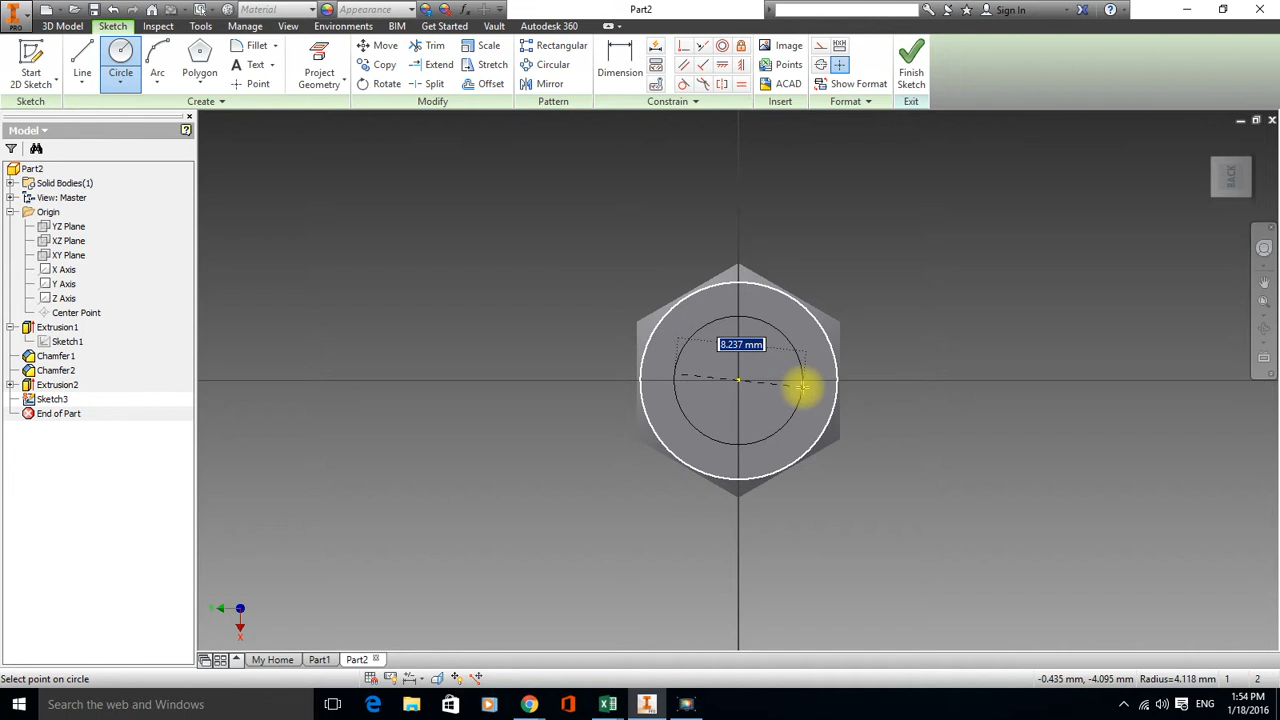 Material
Appearance
Part2
Sign In
PRO
3D Model
Sketch
Inspect
Tools
Manage
View
Environments
BIM
Get Started
Vault
Autodesk 360
Start
2D Sketch
Line
Circle
Arc
Polygon
Fillet
Text
Point
Project
Geometry
Move
Copy
Rotate
Trim
Extend
Split
Scale
Stretch
Offset
Rectangular
Circular
Mirror
Dimension
Image
Points
ACAD
Show Format
Finish
Sketch
Sketch
Create
Modify
Pattern
Constrain
Insert
Format
Exit
Model
Part2
Solid Bodies(1)
View: Master
Origin
YZ Plane
XZ Plane
XY Plane
X Axis
Y Axis
Z Axis
Center Point
Extrusion1
Sketch1
Chamfer1
Chamfer2
Extrusion2
Sketch3
End of Part
BACK
8.237 mm
X
My Home
Part1
Part2
Select point on circle
-0.435 mm, -4.095 mm
Radius=4.118 mm
1
2
Search the web and Windows
ENG
1:54 PM
1/18/2016